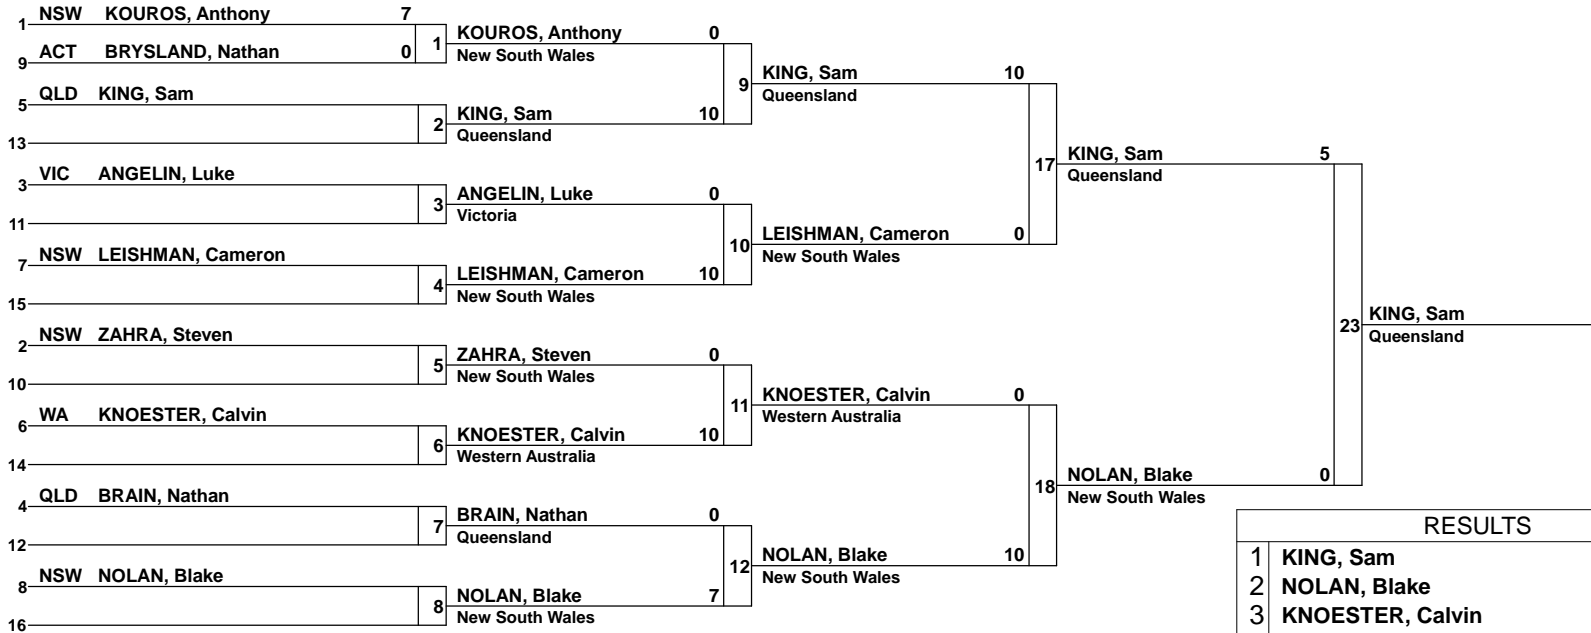 NSW KOUROS, Anthony 7
1
KOUROS, Anthony 0
1
New South Wales
ACT BRYSLAND, Nathan 0
9
KING, Sam 10
9
Queensland
QLD KING, Sam
5
KING, Sam 10
2
Queensland
13
KING, Sam 5
17
Queensland
VIC ANGELIN, Luke
3
ANGELIN, Luke 0
3
Victoria
11
LEISHMAN, Cameron 0
10
New South Wales
NSW LEISHMAN, Cameron
7
LEISHMAN, Cameron 10
4
New South Wales
15
KING, Sam
23
Queensland
NSW ZAHRA, Steven
2
ZAHRA, Steven 0
5
New South Wales
10
KNOESTER, Calvin 0
11
Western Australia
WA KNOESTER, Calvin
6
KNOESTER, Calvin 10
6
Western Australia
14
NOLAN, Blake 0
18
New South Wales
QLD BRAIN, Nathan
4
BRAIN, Nathan 0
7
Queensland
12
NOLAN, Blake 10
12
New South Wales
NSW NOLAN, Blake
8
NOLAN, Blake 7
8
New South Wales
16
RESULTS
1 KING, Sam
2 NOLAN, Blake
3 KNOESTER, Calvin